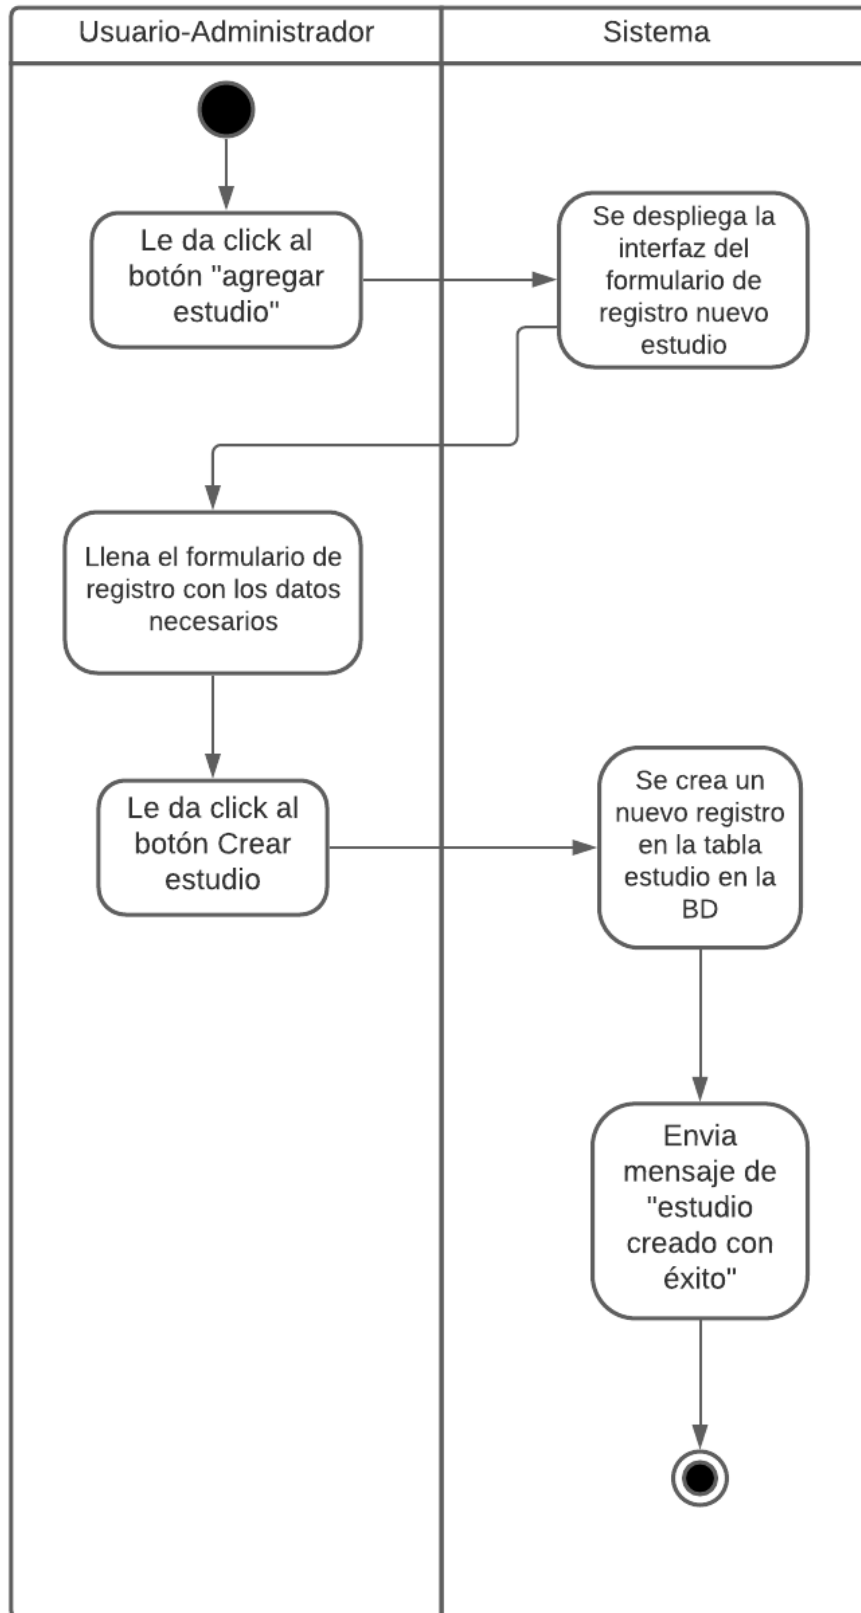 Usuario-Administrador
Sistema
Le da click al
botón "agregar
estudio"
Se despliega la
interfaz del
formulario de
registro nuevo
estudio
Llena el formulario de
registro con los datos
necesarios
Le da click al
botón Crear
estudio
Se crea un
nuevo registro
en la tabla
estudio en la
BD
Envia
mensaje de
"estudio
creado con
éxito"